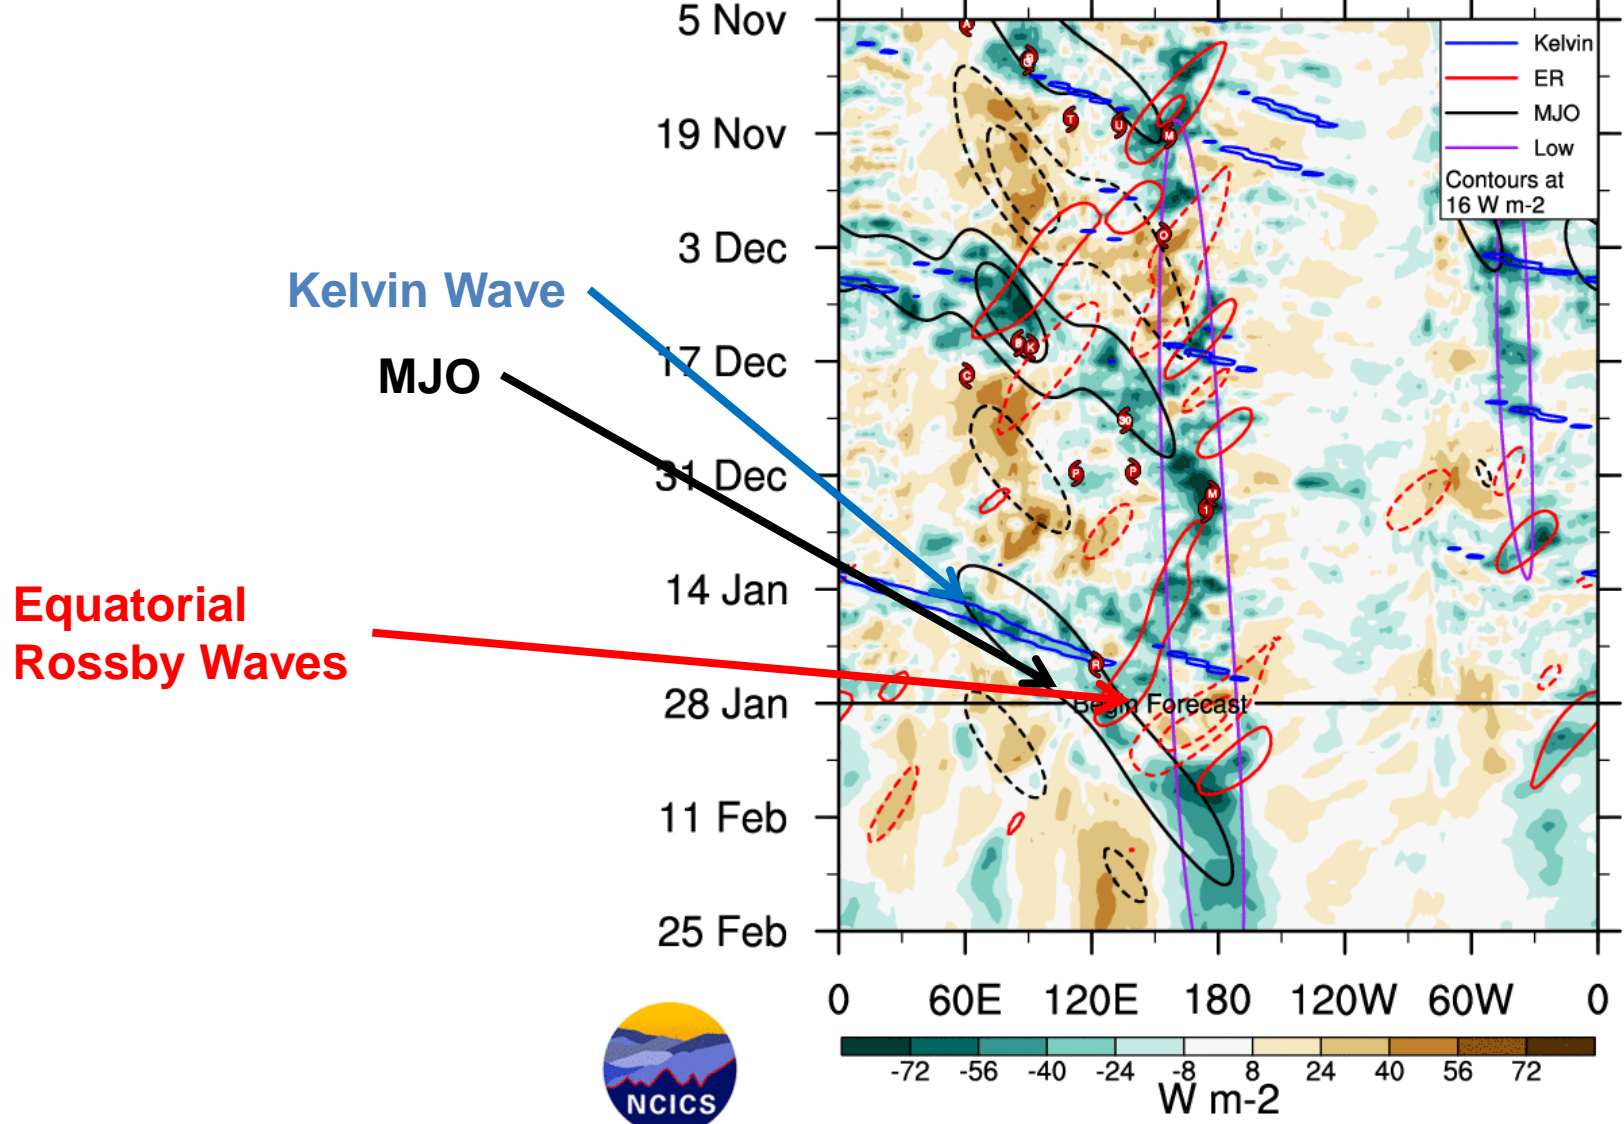 5 Nov
19 Nov
3 Dec
17 Dec
31 Dec
14 Jan
28 Jan
11 Feb
25 Feb
Kelvin Wave
MJO
Equatorial
Rossby Waves
Kelvin
ER
MJO
Low
Contours at
16 W m-2
A
B
T
U
M
O
B
K
C
30
P
P
M
1
R
Begin Forecast
0
60E
120E
180
120W
60W
0
-72
-56
-40
-24
-8
8
24
40
56
72
W m-2
NCICS